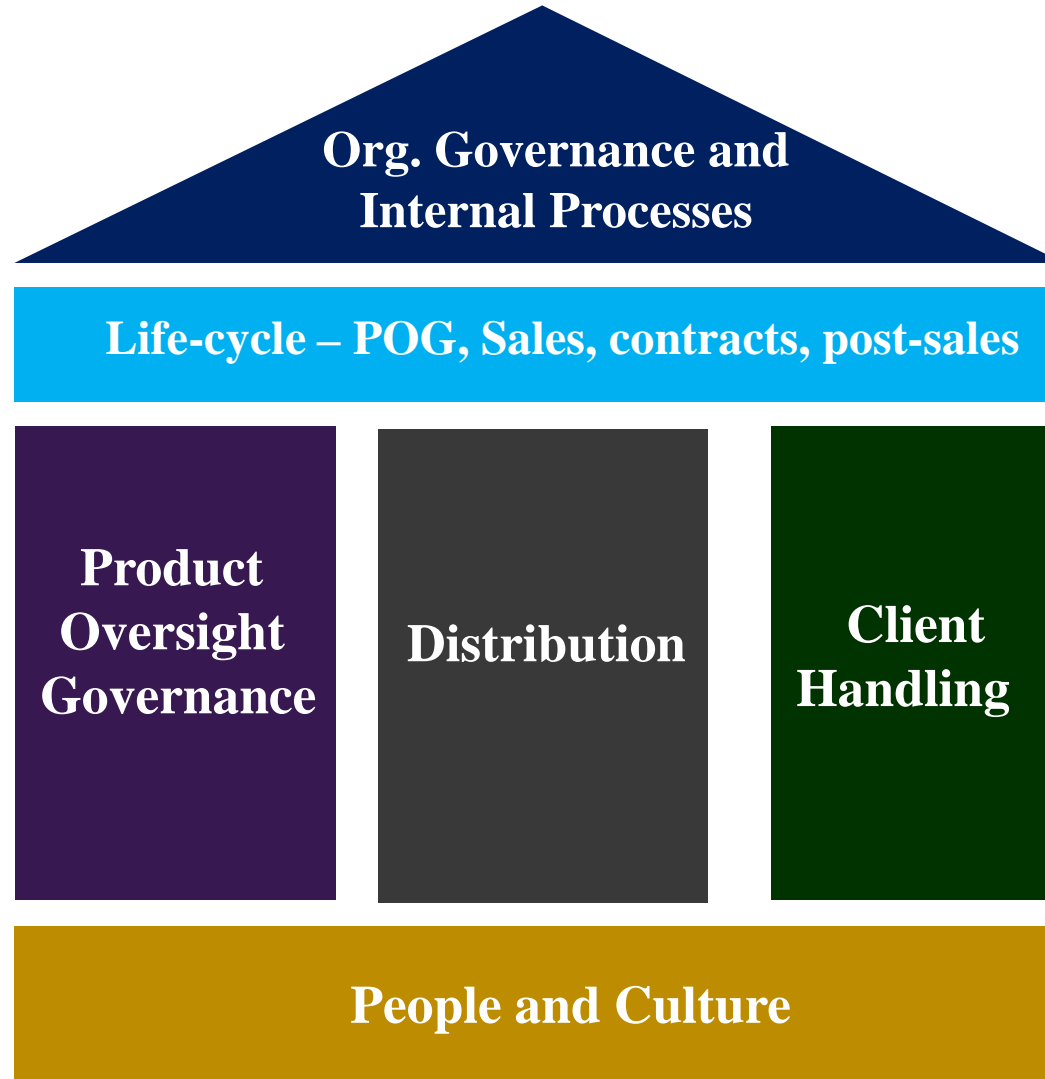 Org. Governance and
Internal Processes
Life-cycle – POG, Sales, contracts, post-sales
Product
Oversight
Governance
Distribution
Client
Handling
People and Culture